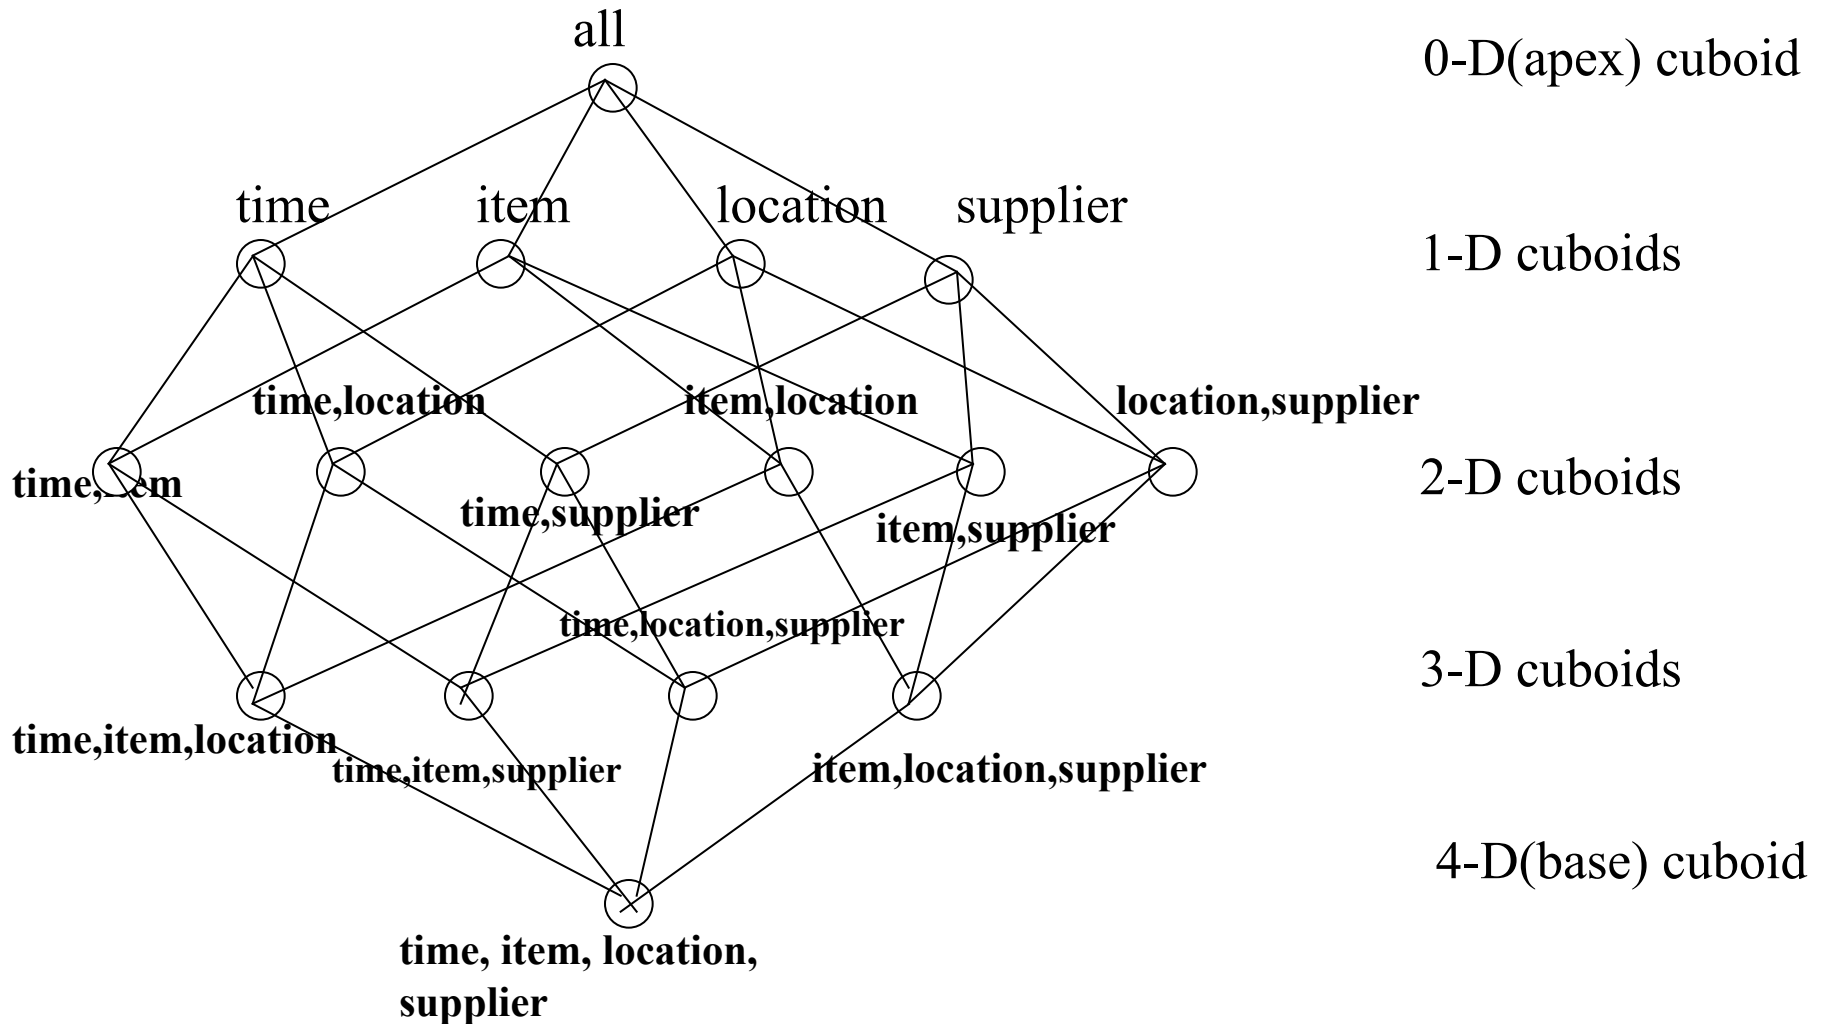 all
0-D(apex) cuboid
time
item
location
supplier
1-D cuboids
time,location
item,location
location,supplier
time,item
2-D cuboids
time,supplier
item,supplier
time,location,supplier
3-D cuboids
time,item,location
time,item,supplier
item,location,supplier
4-D(base) cuboid
time, item, location,
supplier